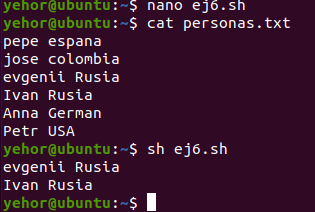 yehor@ubuntu:~$ nano ej6.sh
yehor@ubuntu:~$ cat personas.txt
pepe espana
jose colombia
evgenii Rusia
Ivan Rusia
Anna German
Petr USA
yehor@ubuntu:~$ sh ej6.sh
evgenii Rusia
Ivan Rusia
yehor@ubuntu:~$